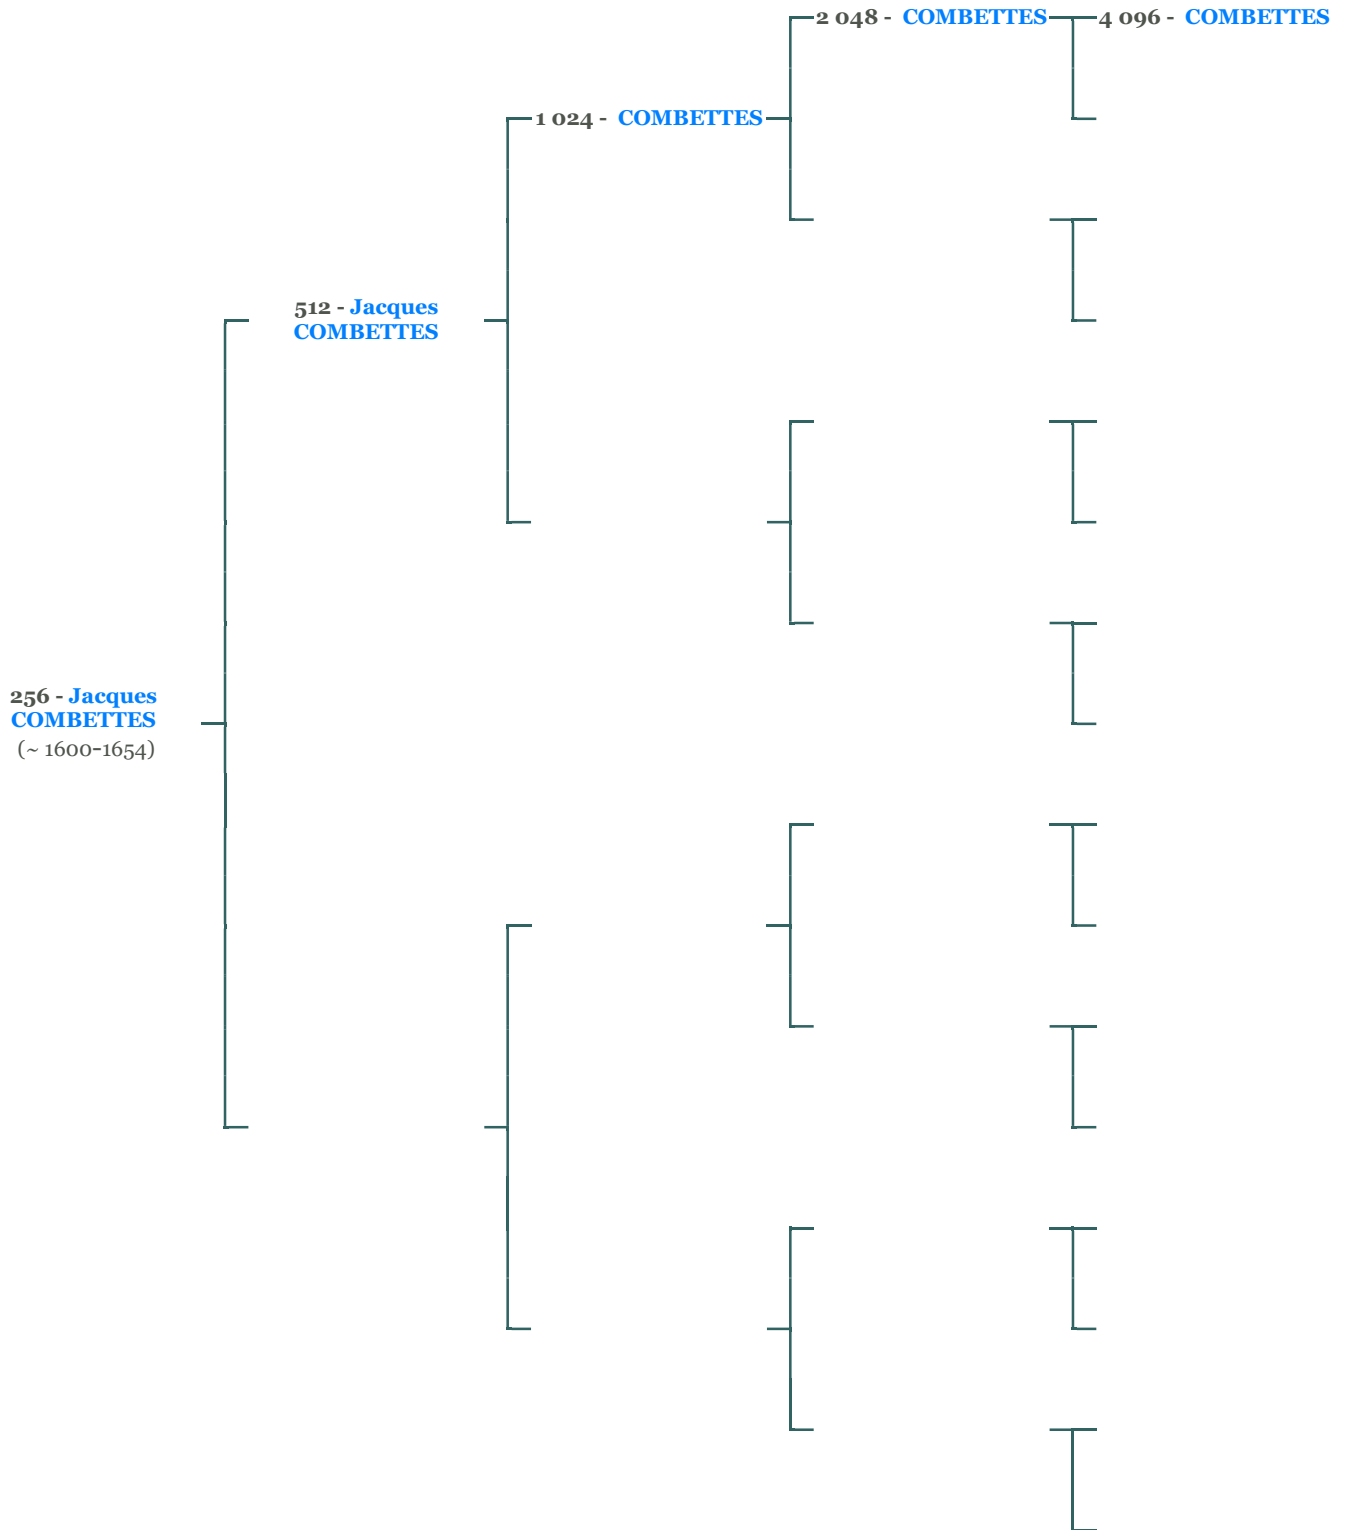 2 048 - COMBETTES
4 096 - COMBETTES
1 024 - COMBETTES
512 - Jacques
COMBETTES
256 - Jacques
COMBETTES
(~ 1600-1654)